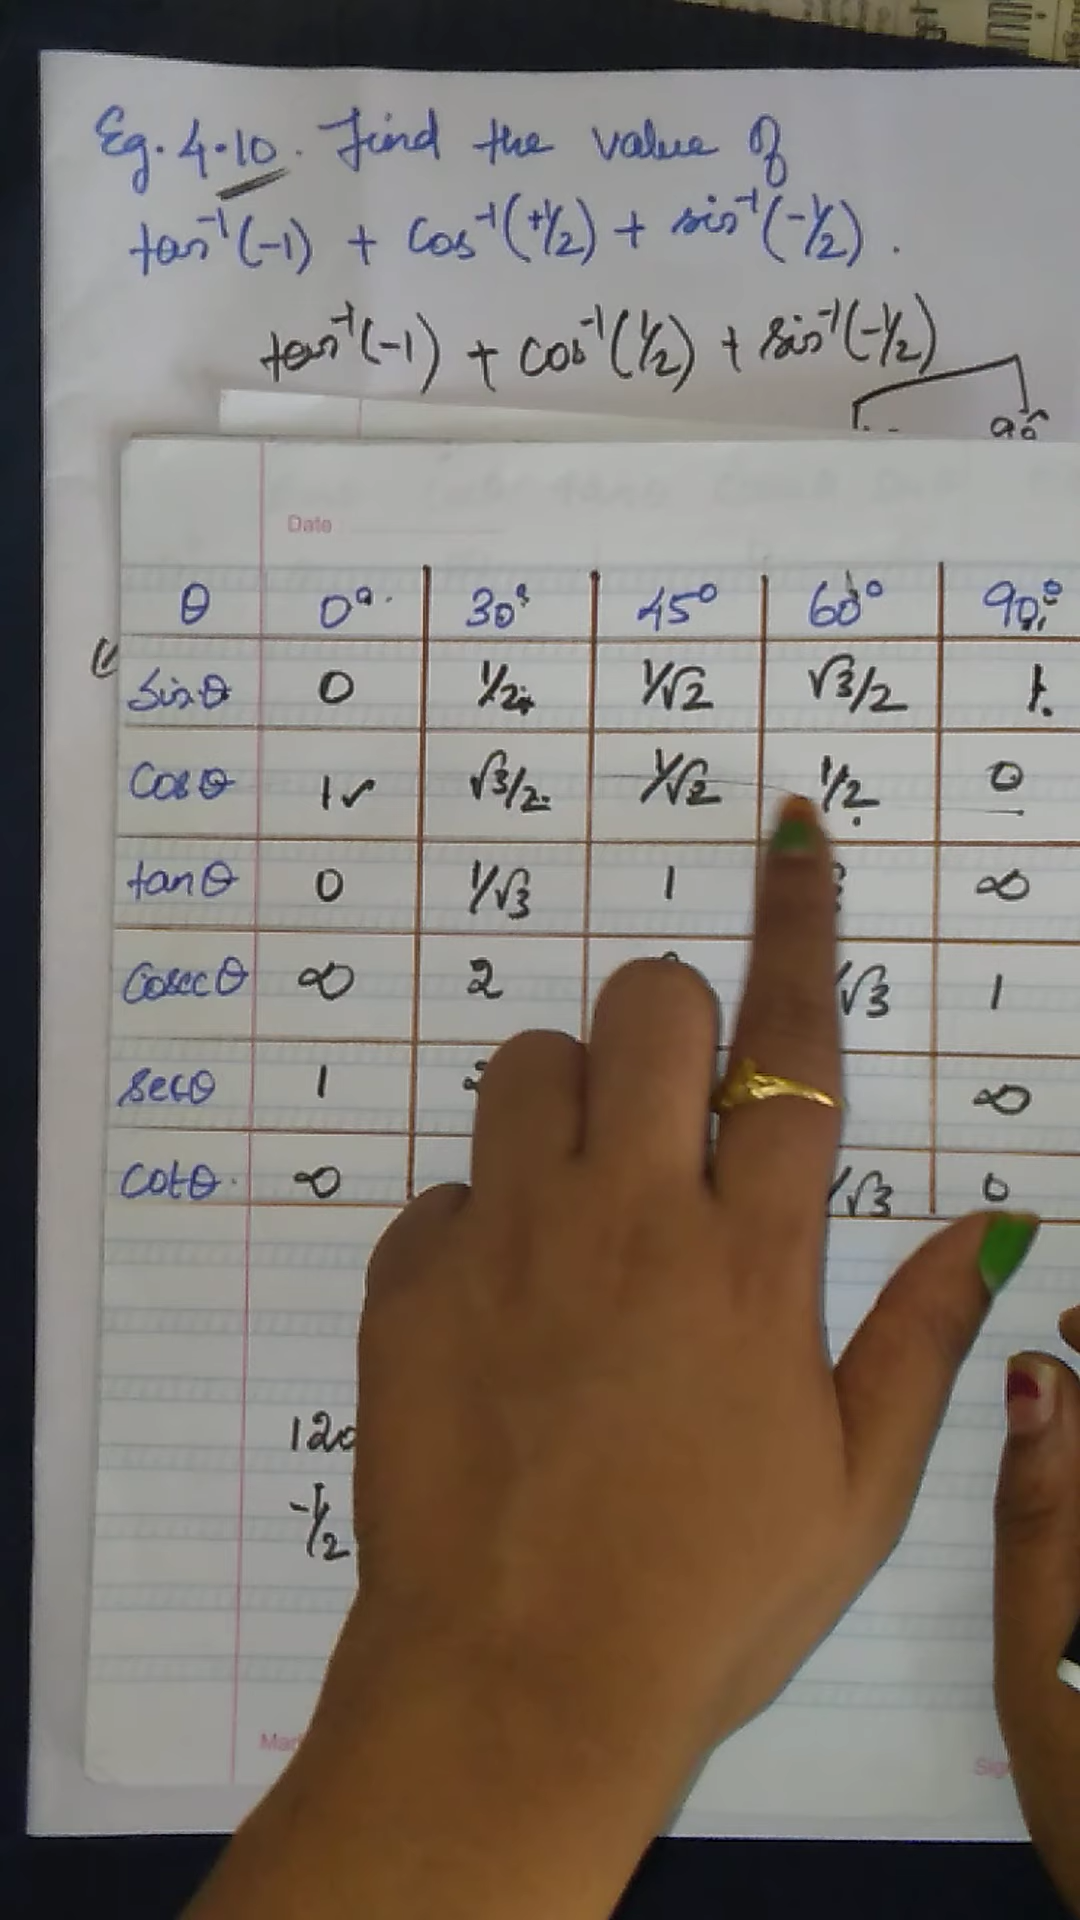 Eg. 4.10. Find the value of
tan⁻¹(-1) + Cos⁻¹(+1/2) + sin⁻¹(-1/2).
tan⁻¹(-1) + cos⁻¹(1/2) + sin⁻¹(-1/2)
Date
θ 0° 30° 45° 60° 90°
Sinθ 0 1/2 1/√2 √3/2 1
Cosθ 1✓ √3/2 1/√2 1/2 0
tanθ 0 1/√3 1 ∞
Cosecθ ∞ 2 /√3 1
Secθ 1 ∞
Cotθ ∞ /√3 0
120
-1/2